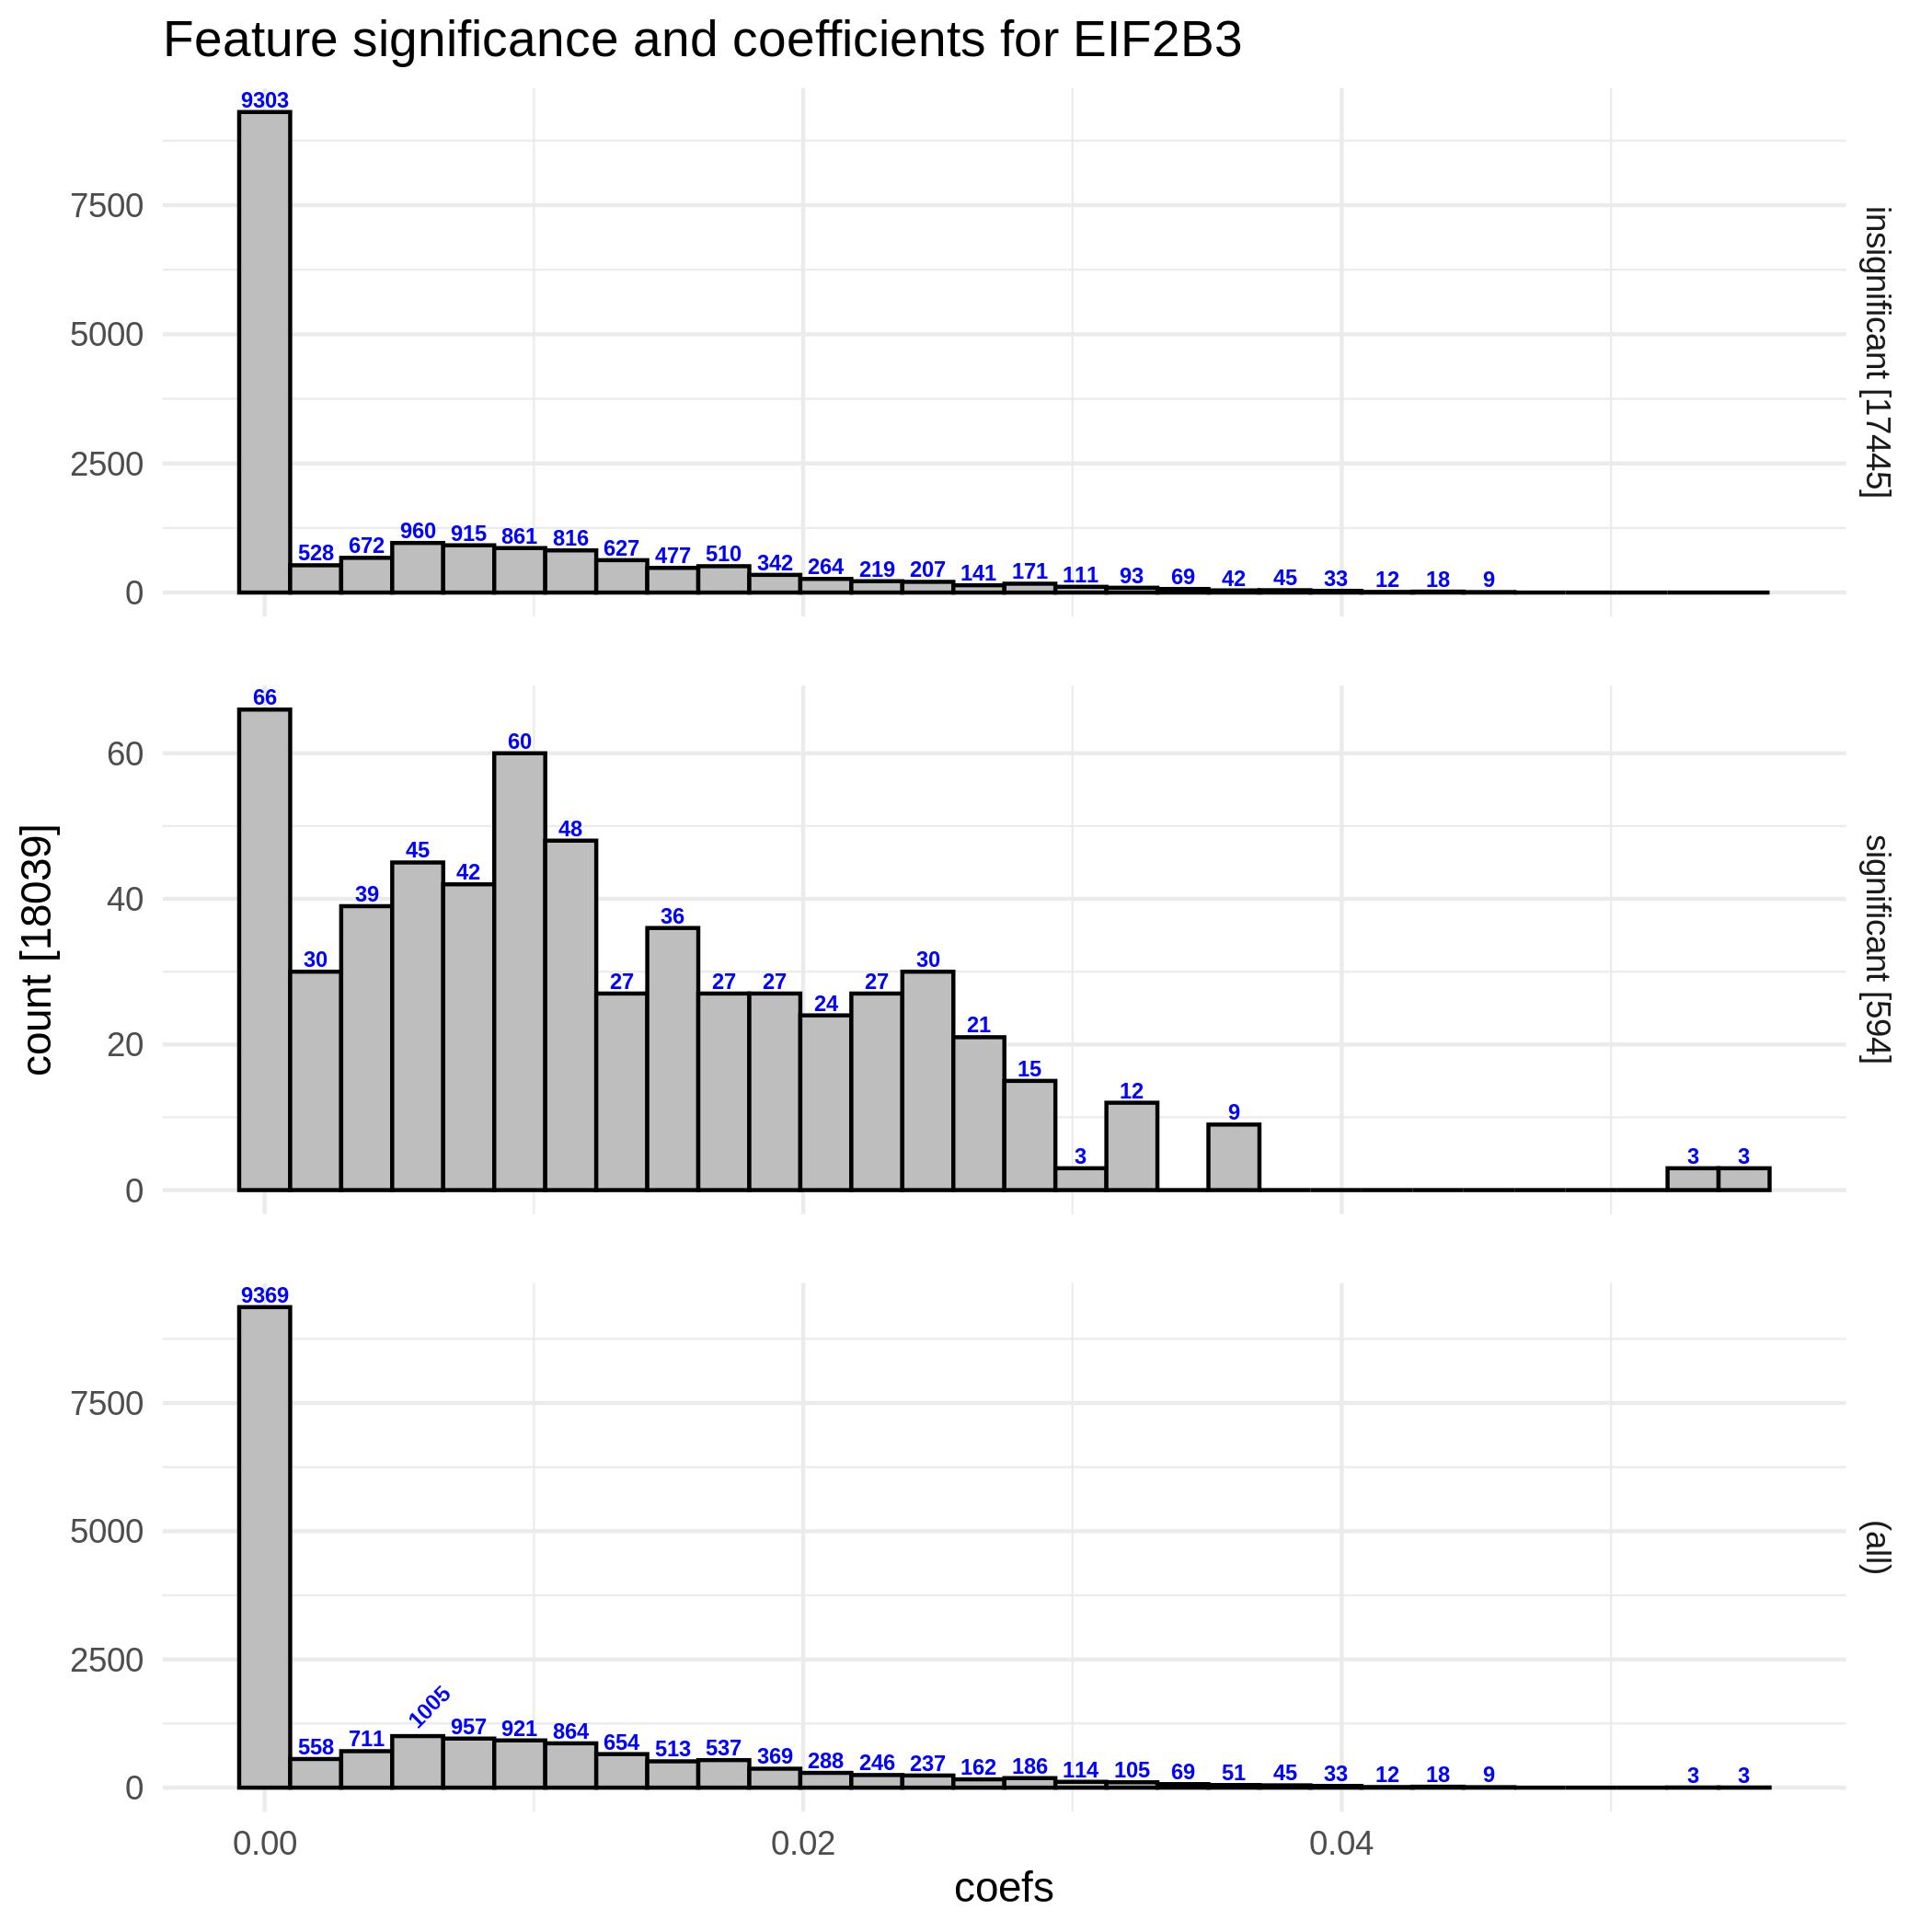 Feature significance and coefficients for EIF2B3
9303
7500
5000
2500
0
528 672 960 915 861 816 627 477 510 342 264 219 207 141 171 111 93 69 42 45 33 12 18 9
insignificant [17445]
66
60
40
20
0
30 39 45 42 60 48 27 36 27 27 24 27 30 21 15 3 12 9 3 3
significant [594]
count [18039]
9369
7500
5000
2500
0
558 711 1005 957 921 864 654 513 537 369 288 246 237 162 186 114 105 69 51 45 33 12 18 9 3 3
(all)
0.00 0.02 0.04
coefs